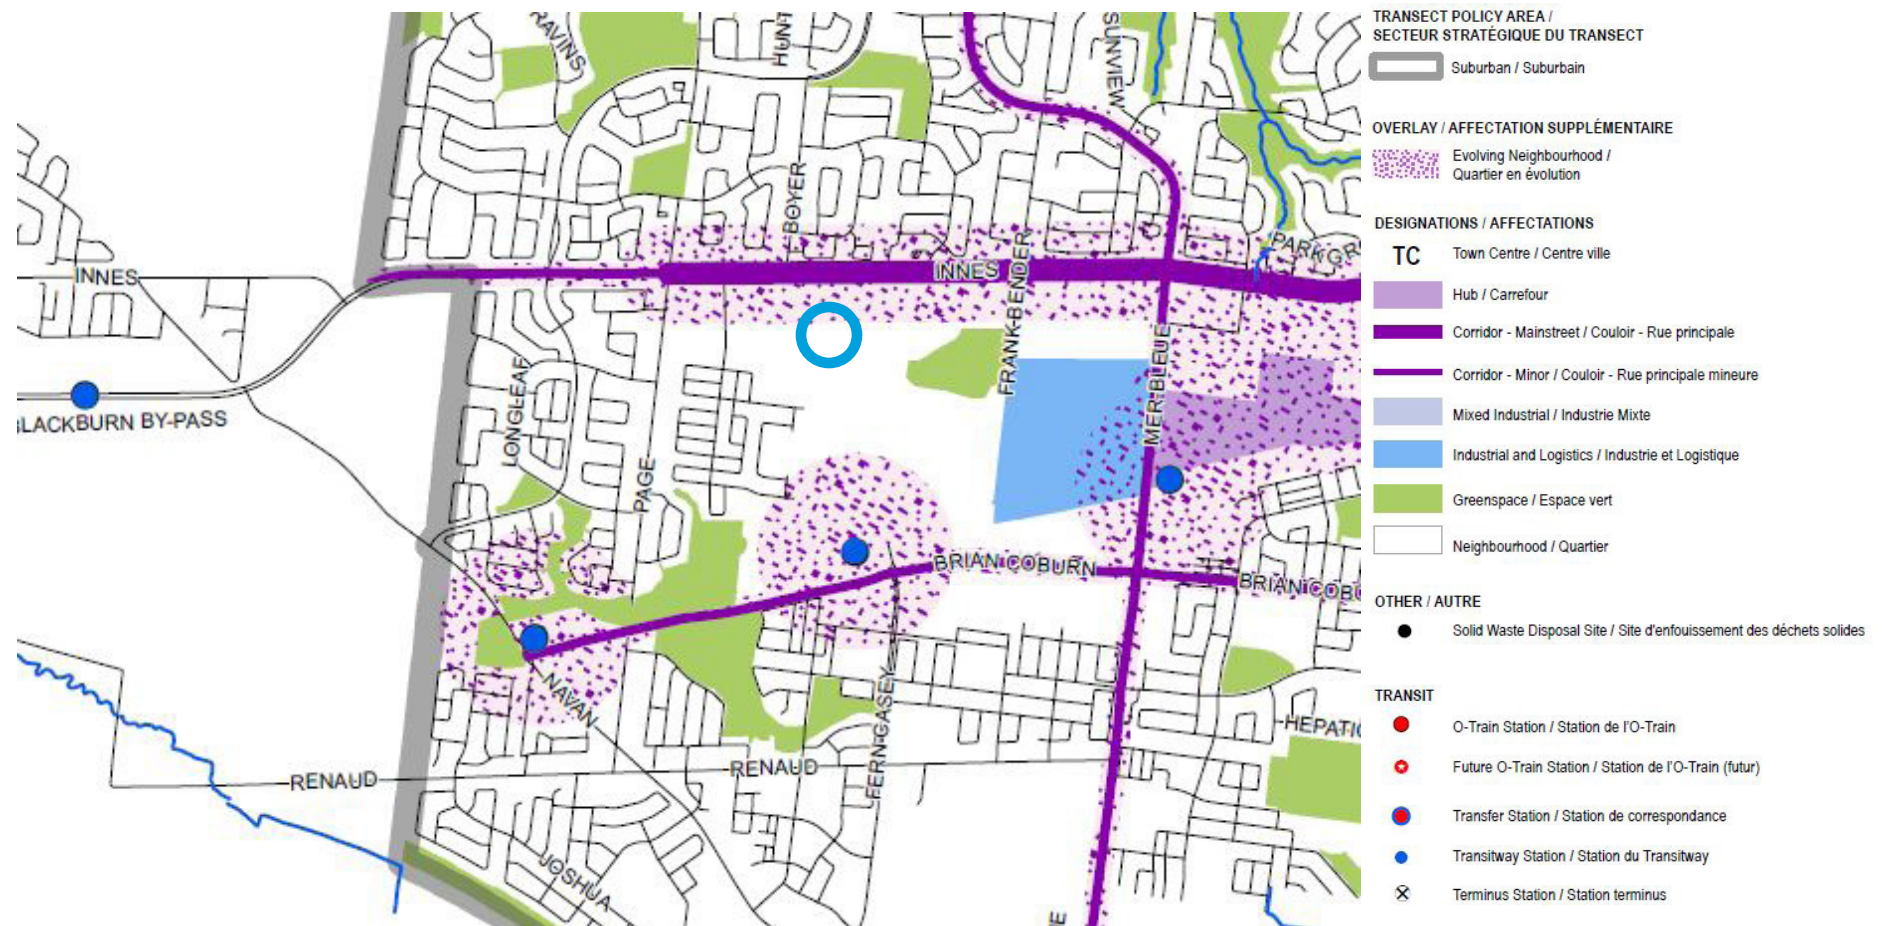 RAVINS
HUNT
SUNVIEW
BOYER
PARKGR
INNES
INNES
FRANK BENDER
MER BLEUE
LONGLEAF
BLACKBURN BY-PASS
PAGE
BRIAN COBURN
BRIAN COBU
NAVAN
FERN CASEY
HEPATIC
RENAUD
RENAUD
JOSHUA
TRANSECT POLICY AREA /
SECTEUR STRATÉGIQUE DU TRANSECT
Suburban / Suburbain
OVERLAY / AFFECTATION SUPPLÉMENTAIRE
Evolving Neighbourhood /
Quartier en évolution
DESIGNATIONS / AFFECTATIONS
TC Town Centre / Centre ville
Hub / Carrefour
Corridor - Mainstreet / Couloir - Rue principale
Corridor - Minor / Couloir - Rue principale mineure
Mixed Industrial / Industrie Mixte
Industrial and Logistics / Industrie et Logistique
Greenspace / Espace vert
Neighbourhood / Quartier
OTHER / AUTRE
Solid Waste Disposal Site / Site d'enfouissement des déchets solides
TRANSIT
O-Train Station / Station de l'O-Train
Future O-Train Station / Station de l'O-Train (futur)
Transfer Station / Station de correspondance
Transitway Station / Station du Transitway
Terminus Station / Station terminus